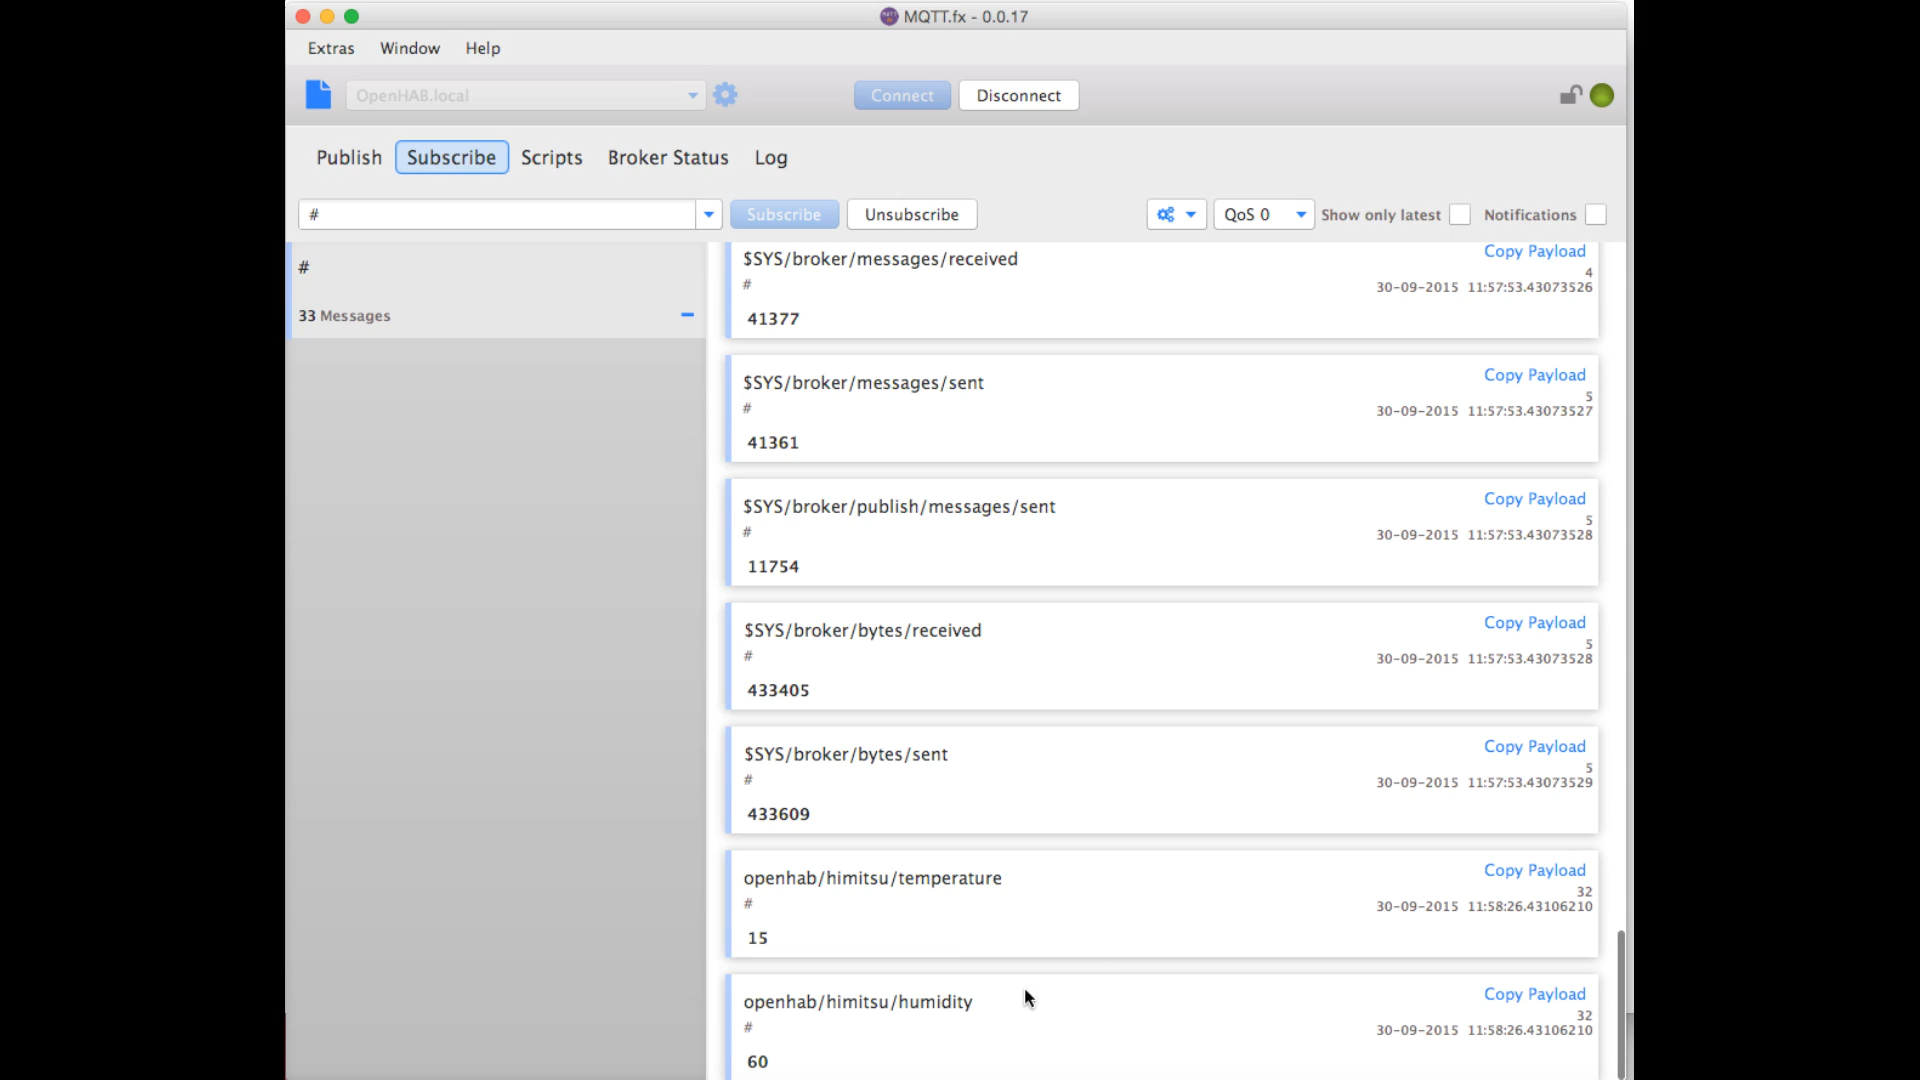 MQTT.fx - 0.0.17
Extras Window Help
OpenHAB.local Connect Disconnect
Publish Subscribe Scripts Broker Status Log
# Subscribe Unsubscribe QoS 0 Show only latest Notifications
#
33 Messages
$SYS/broker/messages/received Copy Payload
# 4
30-09-2015 11:57:53.43073526
41377
$SYS/broker/messages/sent Copy Payload
# 5
30-09-2015 11:57:53.43073527
41361
$SYS/broker/publish/messages/sent Copy Payload
# 5
30-09-2015 11:57:53.43073528
11754
$SYS/broker/bytes/received Copy Payload
# 5
30-09-2015 11:57:53.43073528
433405
$SYS/broker/bytes/sent Copy Payload
# 5
30-09-2015 11:57:53.43073529
433609
openhab/himitsu/temperature Copy Payload
# 32
30-09-2015 11:58:26.43106210
15
openhab/himitsu/humidity Copy Payload
# 32
30-09-2015 11:58:26.43106210
60